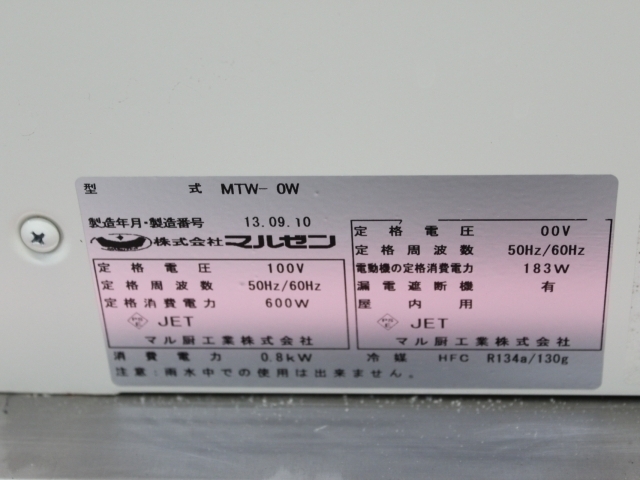 型 式 MTW- 0W
製造年月・製造番号 13.09.10
株式会社マルゼン
定格電圧 100V
定格周波数 50Hz/60Hz
定格消費電力 600W
JET
マル厨工業株式会社
定格電圧 00V
定格周波数 50Hz/60Hz
電動機の定格消費電力 183W
漏電遮断機 有
屋内用
JET
マル厨工業株式会社
消費電力 0.8kW 冷媒 HFC R134a/130g
注意:雨水中での使用は出来ません。